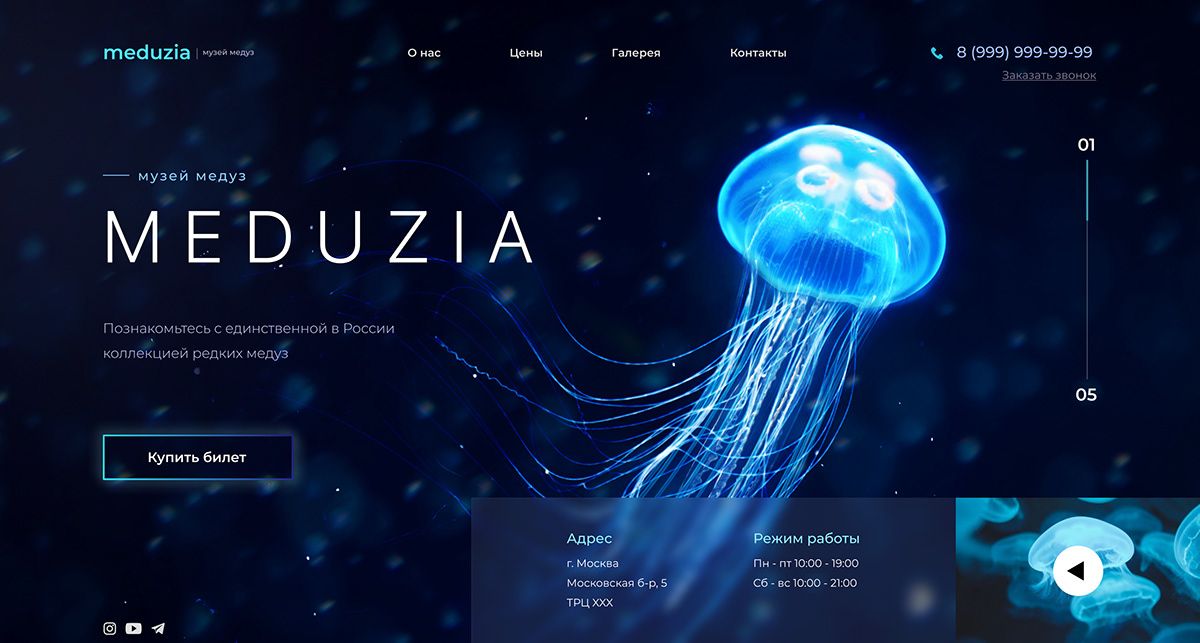 meduzia | музей медуз
О нас
Цены
Галерея
Контакты
8 (999) 999-99-99
Заказать звонок
01
музей медуз
MEDUZIA
Познакомьтесь с единственной в России
коллекцией редких медуз
05
Купить билет
Адрес
г. Москва
Московская б-р, 5
ТРЦ ХХХ
Режим работы
Пн - пт 10:00 - 19:00
Сб - вс 10:00 - 21:00